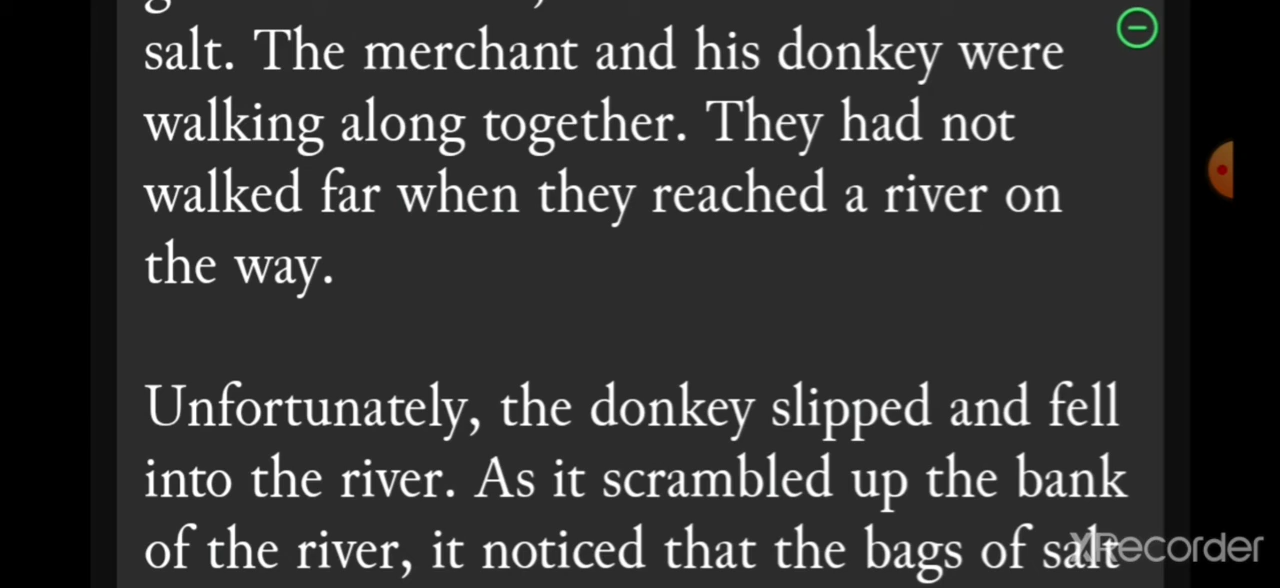 salt. The merchant and his donkey were
walking along together. They had not
walked far when they reached a river on
the way.
Unfortunately, the donkey slipped and fell
into the river. As it scrambled up the bank
of the river, it noticed that the bags of salt
XRecorder